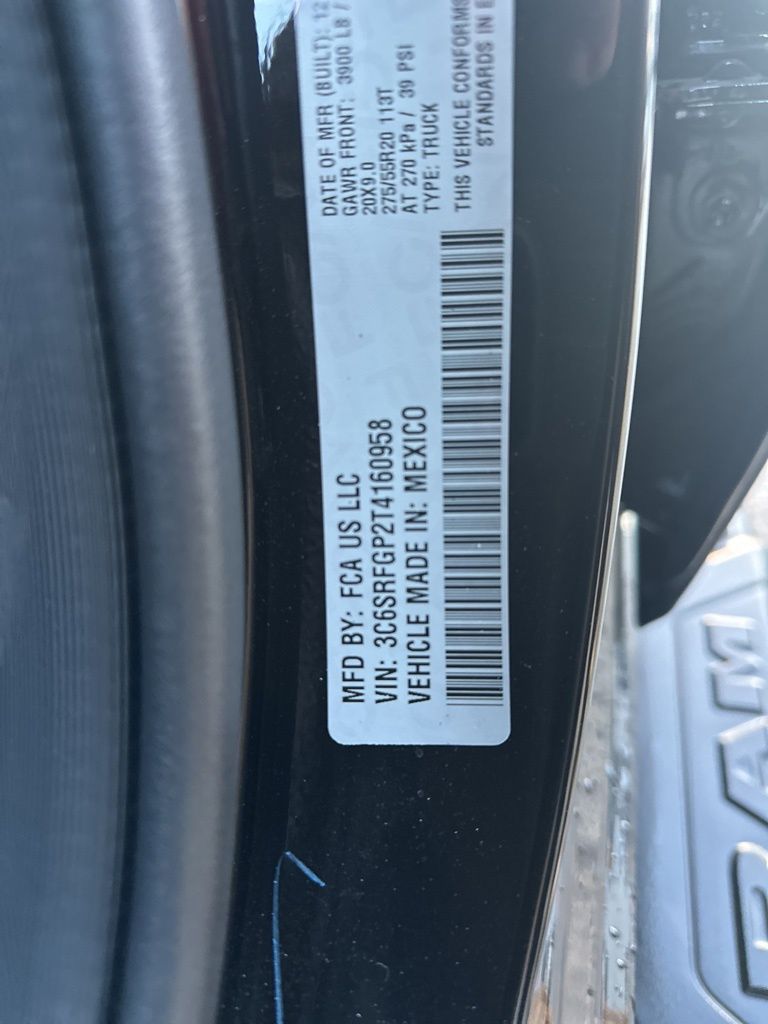 DATE OF MFR (BUILT): 12
GAWR FRONT: 3900 LB /
20X9.0
275/55R20 113T
AT 270 kPa / 39 PSI
TYPE: TRUCK
THIS VEHICLE CONFORMS
STANDARDS IN E
MFD BY: FCA US LLC
VIN: 3C6SRFGP2T4160958
VEHICLE MADE IN: MEXICO
RAM